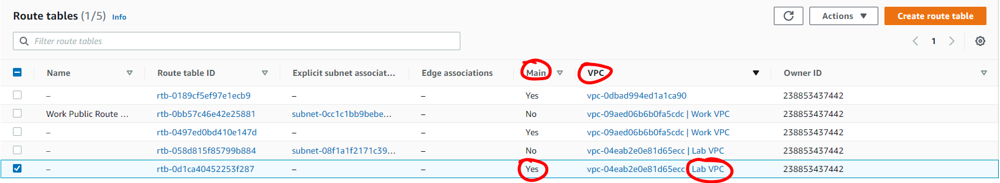 Route tables (1/5) Info
Actions
Create route table
Filter route tables
1
Name Route table ID Explicit subnet associat... Edge associations Main VPC Owner ID
– rtb-0189cf5ef97e1ecb9 – – Yes vpc-0dbad994ed1a1ca90 238853437442
Work Public Route ... rtb-0bb57c46e42e25881 subnet-0cc1c1bb9bebe... – No vpc-09aed06b6b0fa5cdc | Work VPC 238853437442
– rtb-0497ed0bd410e147d – – Yes vpc-09aed06b6b0fa5cdc | Work VPC 238853437442
– rtb-058d815f85799b884 subnet-08f1a1f2171c39... – No vpc-04eab2e0e81d65ecc | Lab VPC 238853437442
– rtb-0d1ca40452253f287 – – Yes vpc-04eab2e0e81d65ecc | Lab VPC 238853437442